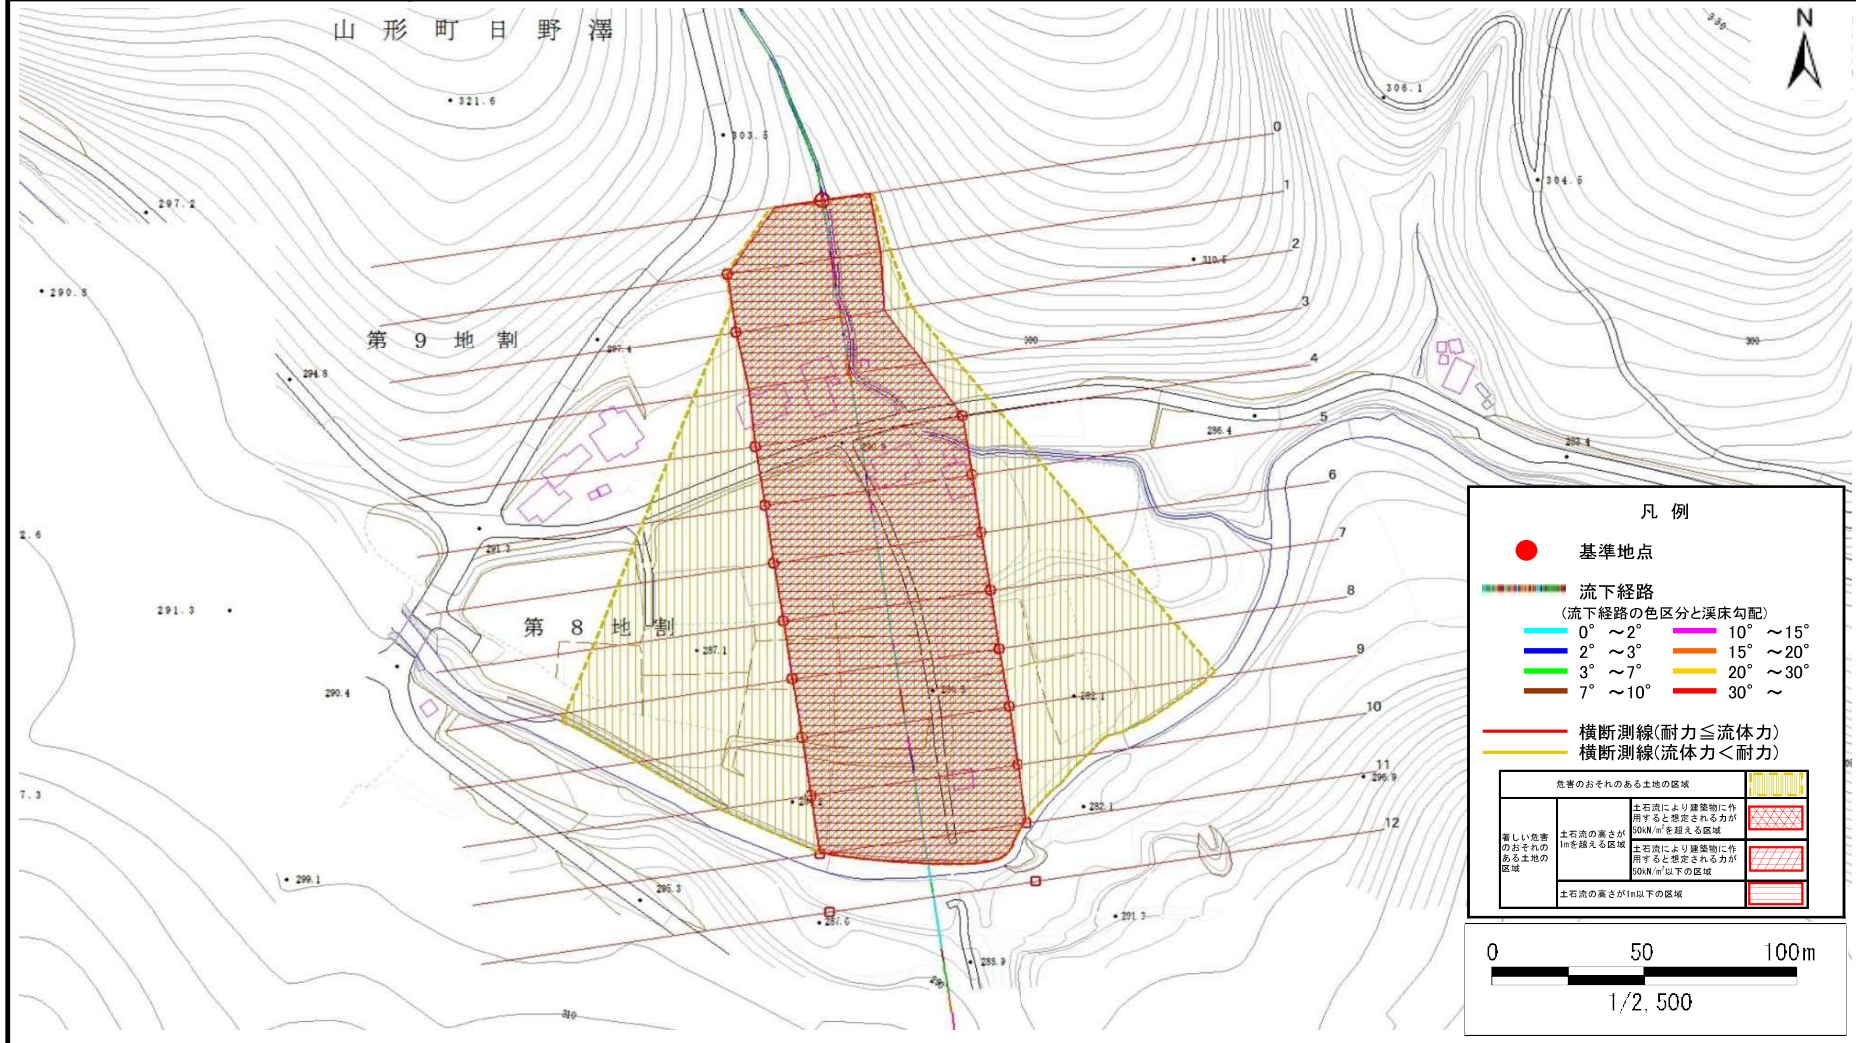 山形町日野澤
N
330
321.6
303.5
306.1
304.5
297.2
310.5
290.8
0
1
2
3
4
5
6
7
8
9
10
11
12
第9地割
297.4
300
300
294.8
286.4
283.4
291.3
291.3
第8地割
287.1
290.4
282.1
296.9
282.1
299.1
295.3
287.6
291.3
288.9
290
310
凡例
基準地点
流下経路
(流下経路の色区分と渓床勾配)
0° ～2° 10° ～15°
2° ～3° 15° ～20°
3° ～7° 20° ～30°
7° ～10° 30° ～
横断測線(耐力≦流体力)
横断測線(流体力＜耐力)
危害のおそれのある土地の区域
著しい危害
のおそれの
ある土地の
区域
土石流の高さが
1mを越える区域
土石流により建築物に作
用すると想定される力が
50kN/m²を超える区域
土石流により建築物に作
用すると想定される力が
50kN/m²以下の区域
土石流の高さが1m以下の区域
0 50 100m
1/2,500